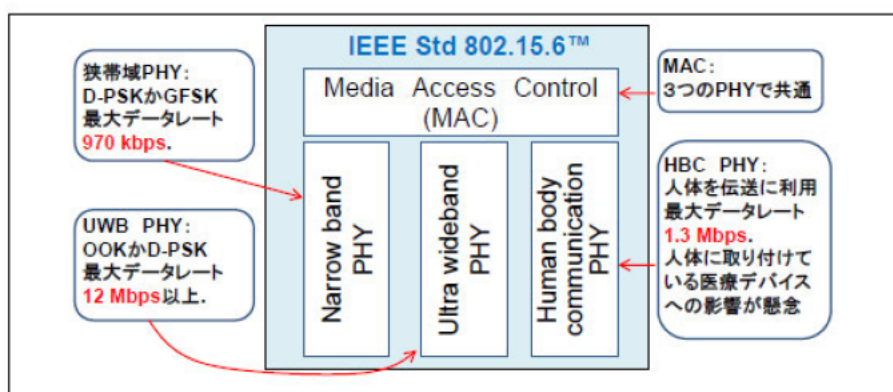 IEEE Std 802.15.6™
Media Access Control
(MAC)
Narrow band
PHY
Ultra wideband
PHY
Human body
communication
PHY
狭帯域PHY:
D-PSKかGFSK
最大データレート
970 kbps.
UWB PHY:
OOKかD-PSK
最大データレート
12 Mbps以上.
MAC:
3つのPHYで共通
HBC PHY:
人体を伝送に利用
最大データレート
1.3 Mbps.
人体に取り付けて
いる医療デバイス
への影響が懸念